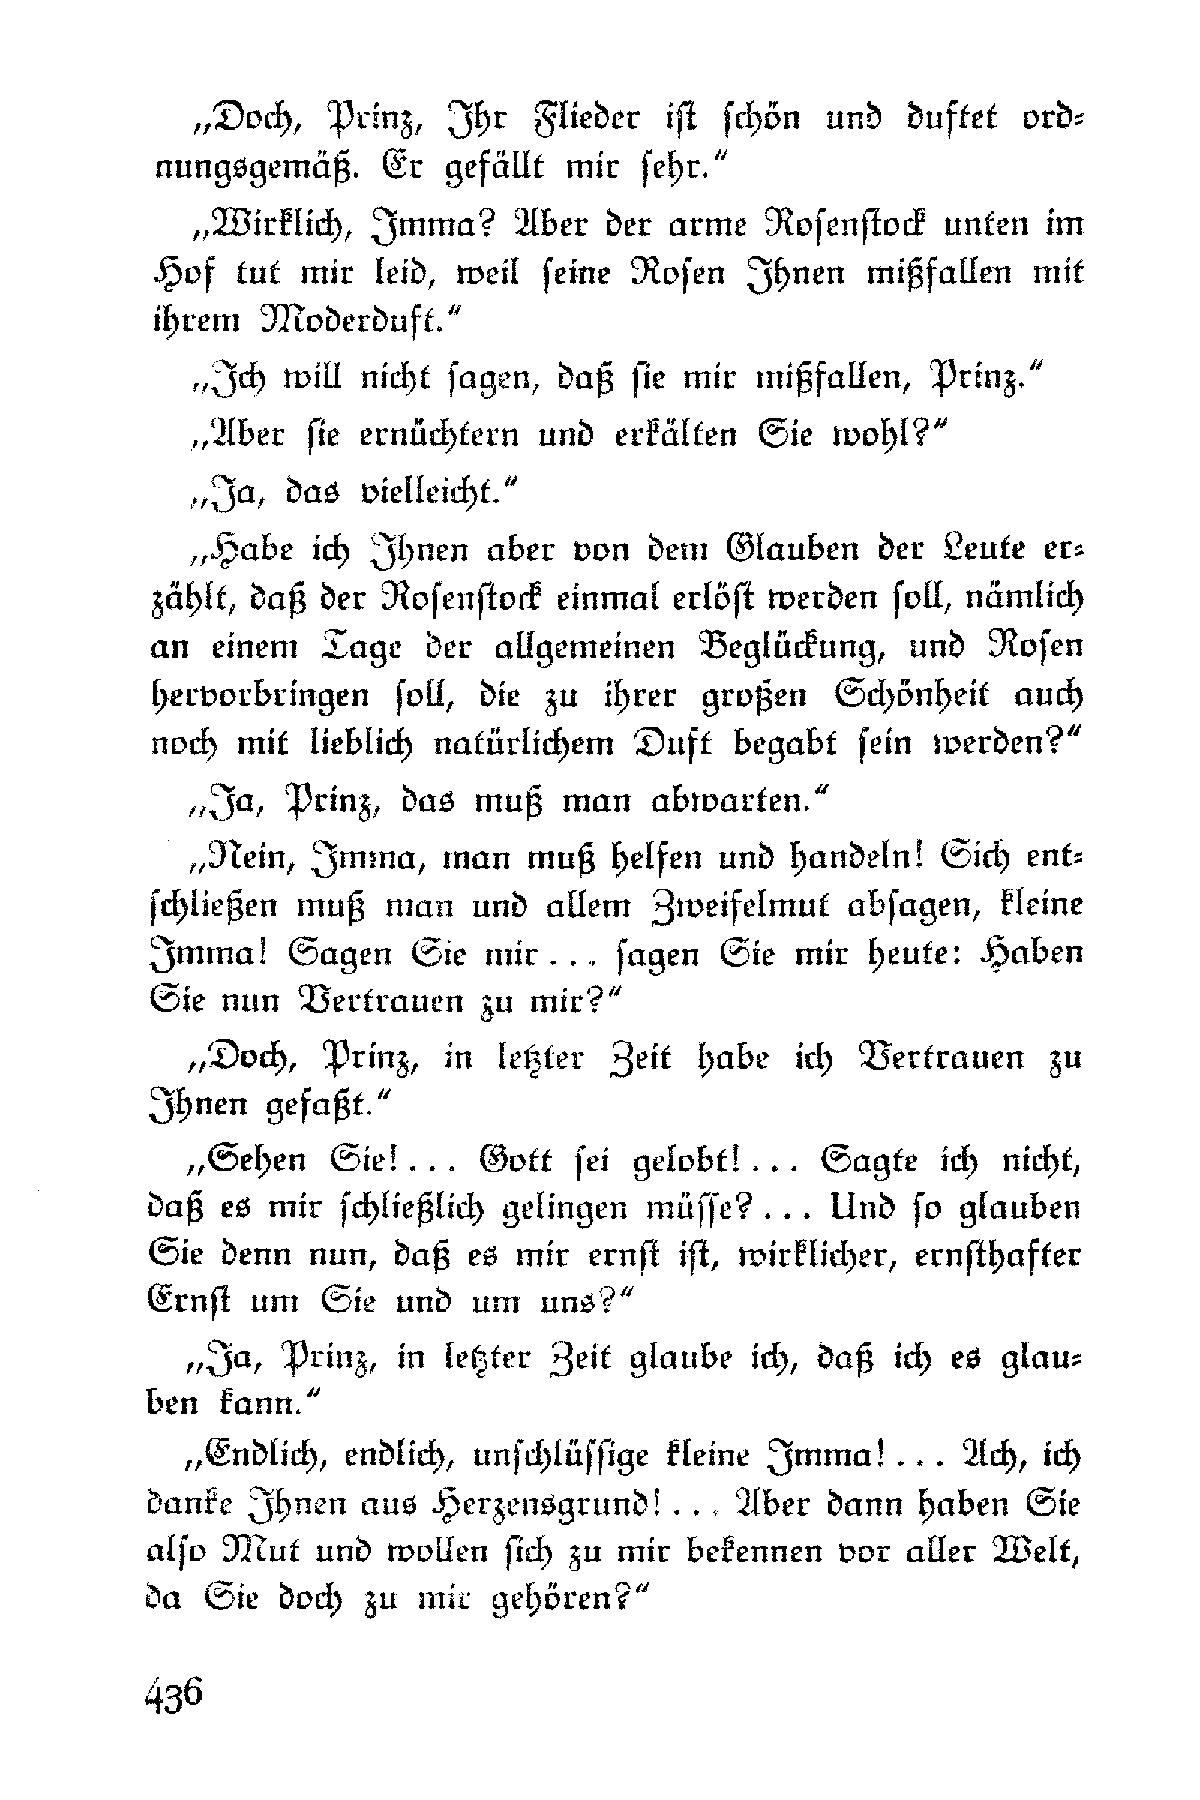 „Doch, Prinz, Ihr Flieder ist schön und duftet ord-
nungsgemäß. Er gefällt mir sehr."
„Wirklich, Imma? Aber der arme Rosenstock unten im
Hof tut mir leid, weil seine Rosen Ihnen mißfallen mit
ihrem Moderduft."
„Ich will nicht sagen, daß sie mir mißfallen, Prinz."
„Aber sie ernüchtern und erkälten Sie wohl?"
„Ja, das vielleicht."
„Habe ich Ihnen aber von dem Glauben der Leute er-
zählt, daß der Rosenstock einmal erlöst werden soll, nämlich
an einem Tage der allgemeinen Beglückung, und Rosen
hervorbringen soll, die zu ihrer großen Schönheit auch
noch mit lieblich natürlichem Duft begabt sein werden?"
„Ja, Prinz, das muß man abwarten."
„Nein, Imma, man muß helfen und handeln! Sich ent-
schließen muß man und allem Zweifelmut absagen, kleine
Imma! Sagen Sie mir... sagen Sie mir heute: Haben
Sie nun Vertrauen zu mir?"
„Doch, Prinz, in letzter Zeit habe ich Vertrauen zu
Ihnen gefaßt."
„Sehen Sie!... Gott sei gelobt!... Sagte ich nicht,
daß es mir schließlich gelingen müsse?... Und so glauben
Sie denn nun, daß es mir ernst ist, wirklicher, ernsthafter
Ernst um Sie und um uns?"
„Ja, Prinz, in letzter Zeit glaube ich, daß ich es glau-
ben kann."
„Endlich, endlich, unschlüssige kleine Imma!... Ach, ich
danke Ihnen aus Herzensgrund!... Aber dann haben Sie
also Mut und wollen sich zu mir bekennen vor aller Welt,
da Sie doch zu mir gehören?"
436